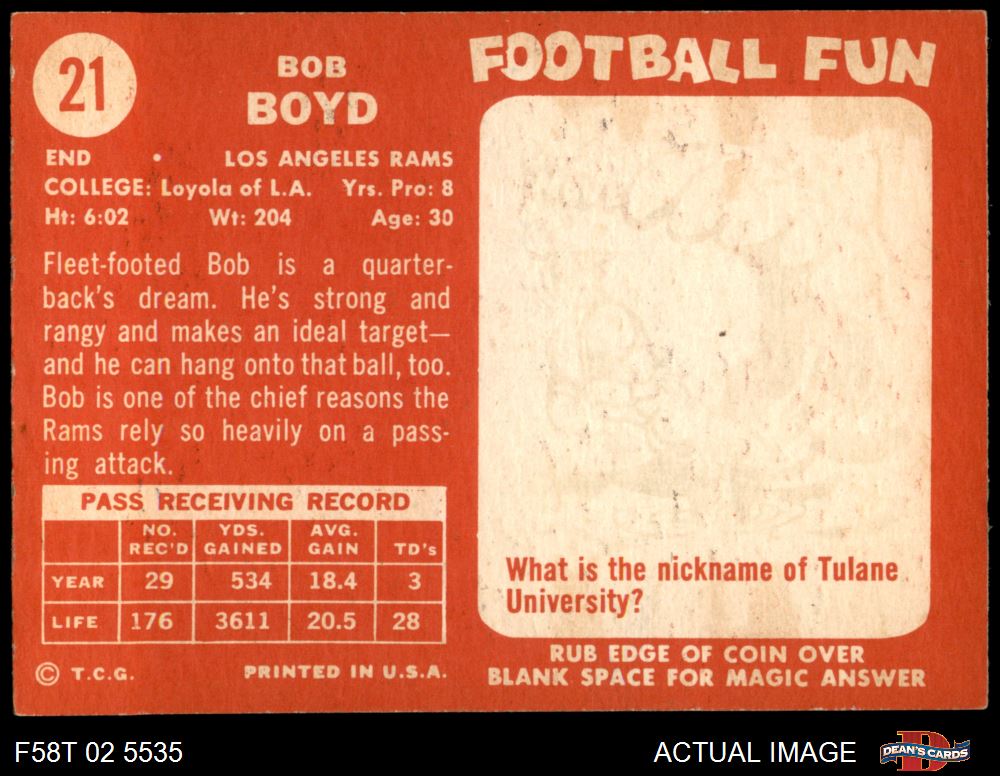 21
BOB
BOYD
END • LOS ANGELES RAMS
COLLEGE: Loyola of L.A. Yrs. Pro: 8
Ht: 6:02 Wt: 204 Age: 30
Fleet-footed Bob is a quarter-
back's dream. He's strong and
rangy and makes an ideal target—
and he can hang onto that ball, too.
Bob is one of the chief reasons the
Rams rely so heavily on a pass-
ing attack.
PASS RECEIVING RECORD
NO. REC'D YDS. GAINED AVG. GAIN TD's
YEAR 29 534 18.4 3
LIFE 176 3611 20.5 28
© T.C.G. PRINTED IN U.S.A.
FOOTBALL FUN
What is the nickname of Tulane
University?
RUB EDGE OF COIN OVER
BLANK SPACE FOR MAGIC ANSWER
F58T 02 5535
ACTUAL IMAGE
D
DEAN'S CARDS